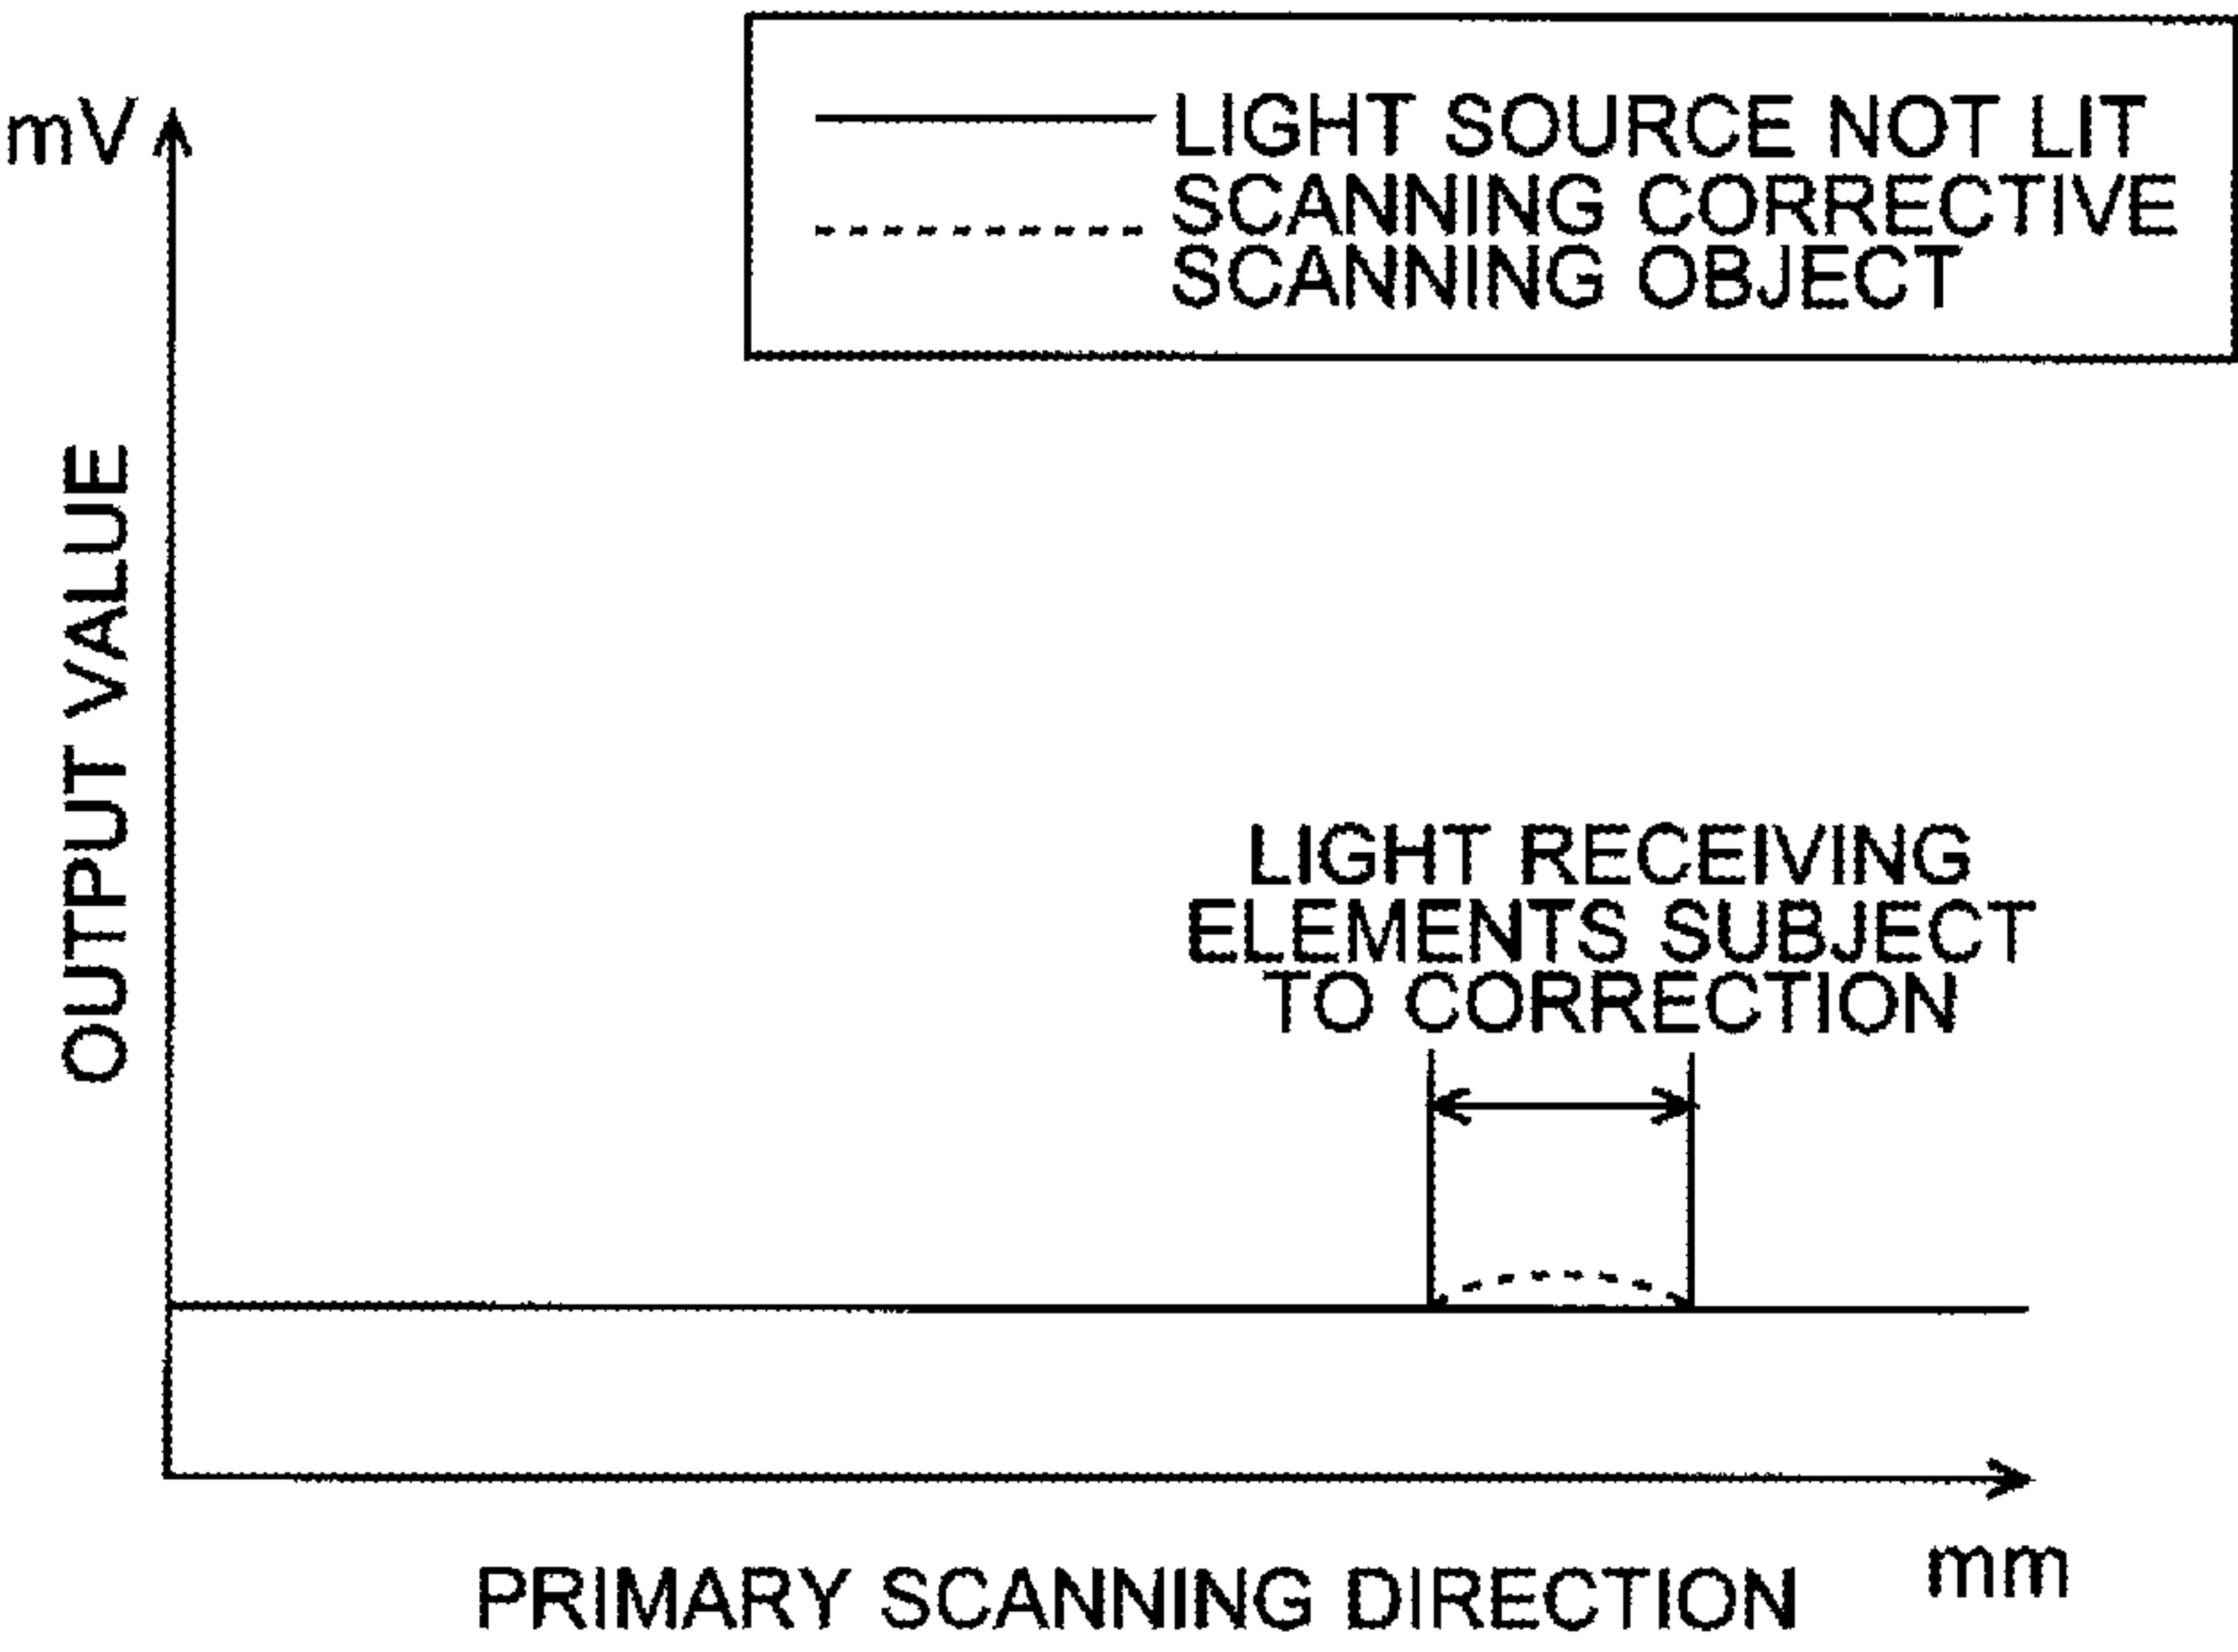 mV
LIGHT SOURCE NOT LIT
SCANNING CORRECTIVE
SCANNING OBJECT
OUTPUT VALUE
LIGHT RECEIVING
ELEMENTS SUBJECT
TO CORRECTION
mm
PRIMARY SCANNING DIRECTION